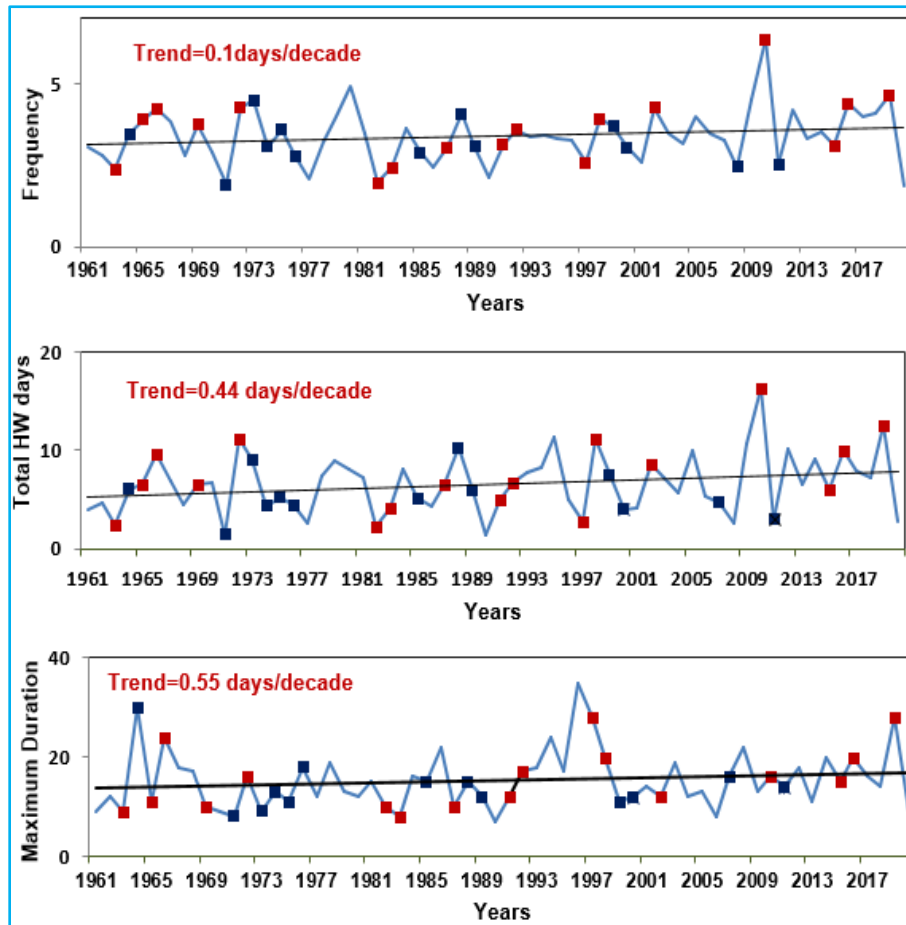 Trend=0.1days/decade
Frequency
5
0
1961 1965 1969 1973 1977 1981 1985 1989 1993 1997 2001 2005 2009 2013 2017
Years
Total HW days
20
Trend=0.44 days/decade
10
0
1961 1965 1969 1973 1977 1981 1985 1989 1993 1997 2001 2005 2009 2013 2017
Years
Maximum Duration
40
Trend=0.55 days/decade
20
0
1961 1965 1969 1973 1977 1981 1985 1989 1993 1997 2001 2005 2009 2013 2017
Years